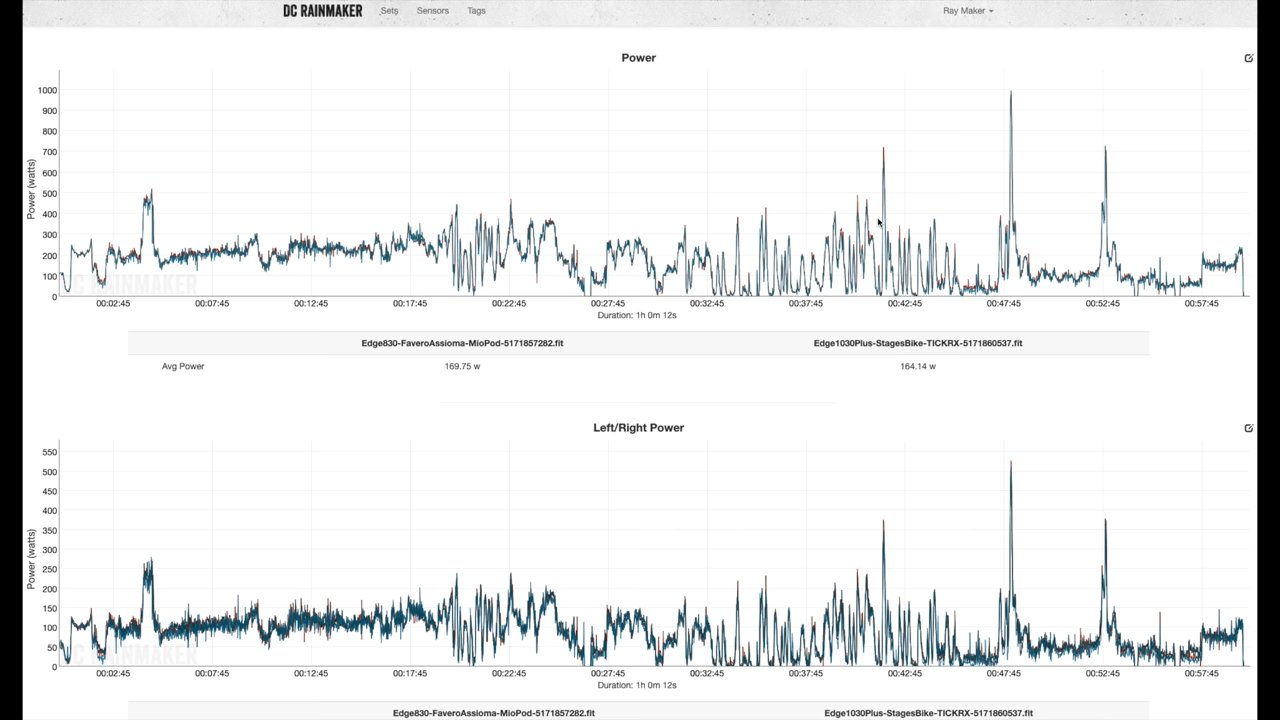 DC RAINMAKER Sets Sensors Tags Ray Maker
Power
1000
900
800
700
600
500
400
300
200
100
0
Power (watts)
DC RAINMAKER
00:02:45 00:07:45 00:12:45 00:17:45 00:22:45 00:27:45 00:32:45 00:37:45 00:42:45 00:47:45 00:52:45 00:57:45
Duration: 1h 0m 12s
Edge830-FaveroAssioma-MioPod-5171857282.fit Edge1030Plus-StagesBike-TICKRX-5171860537.fit
Avg Power 169.75 w 164.14 w
Left/Right Power
550
500
450
400
350
300
250
200
150
100
50
0
Power (watts)
DC RAINMAKER
00:02:45 00:07:45 00:12:45 00:17:45 00:22:45 00:27:45 00:32:45 00:37:45 00:42:45 00:47:45 00:52:45 00:57:45
Duration: 1h 0m 12s
Edge830-FaveroAssioma-MioPod-5171857282.fit Edge1030Plus-StagesBike-TICKRX-5171860537.fit